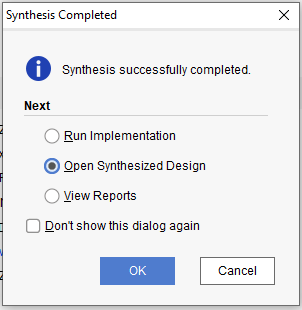 Synthesis Completed
Synthesis successfully completed.
Next
Run Implementation
Open Synthesized Design
View Reports
Don't show this dialog again
OK
Cancel